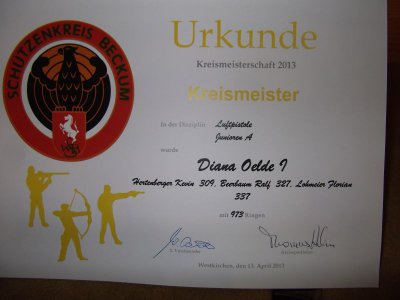 SCHÜTZENKREIS BECKUM
Urkunde
Kreismeisterschaft 2013
Kreismeister
In der Disziplin Luftpistole
Junioren A
wurde
Diana Oelde I
Hertenberger Kevin 309, Beerbaum Ralf 327, Lohmeier Florian
337
mit 973 Ringen
Westkirchen, den 13. April 2013